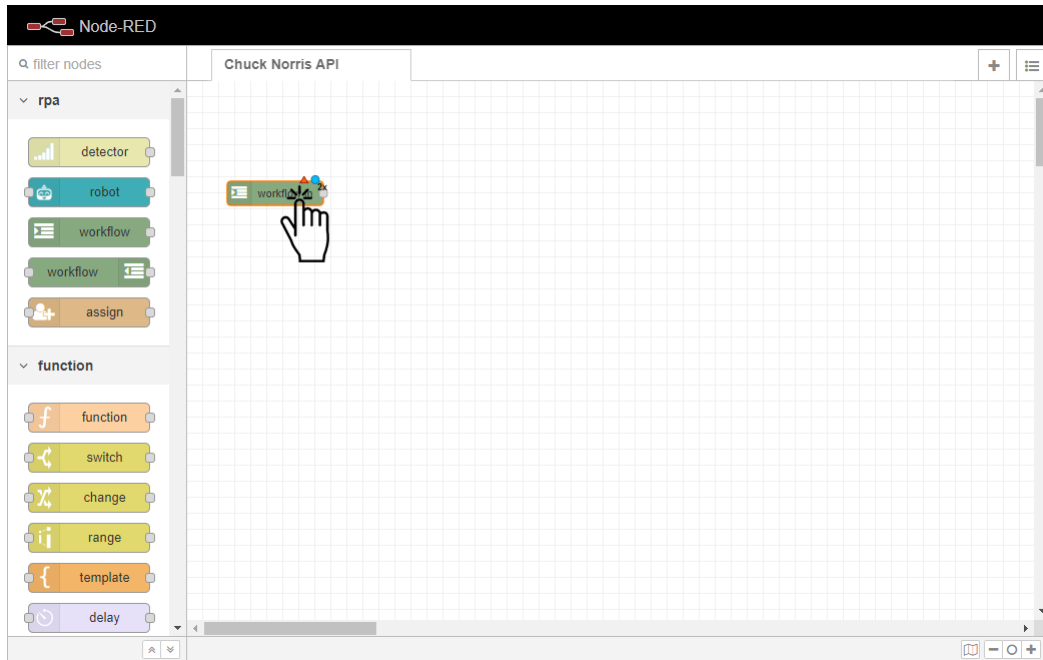 Node-RED
filter nodes
Chuck Norris API
rpa
detector
robot
workflow
workflow
assign
function
function
switch
change
range
template
delay
2x